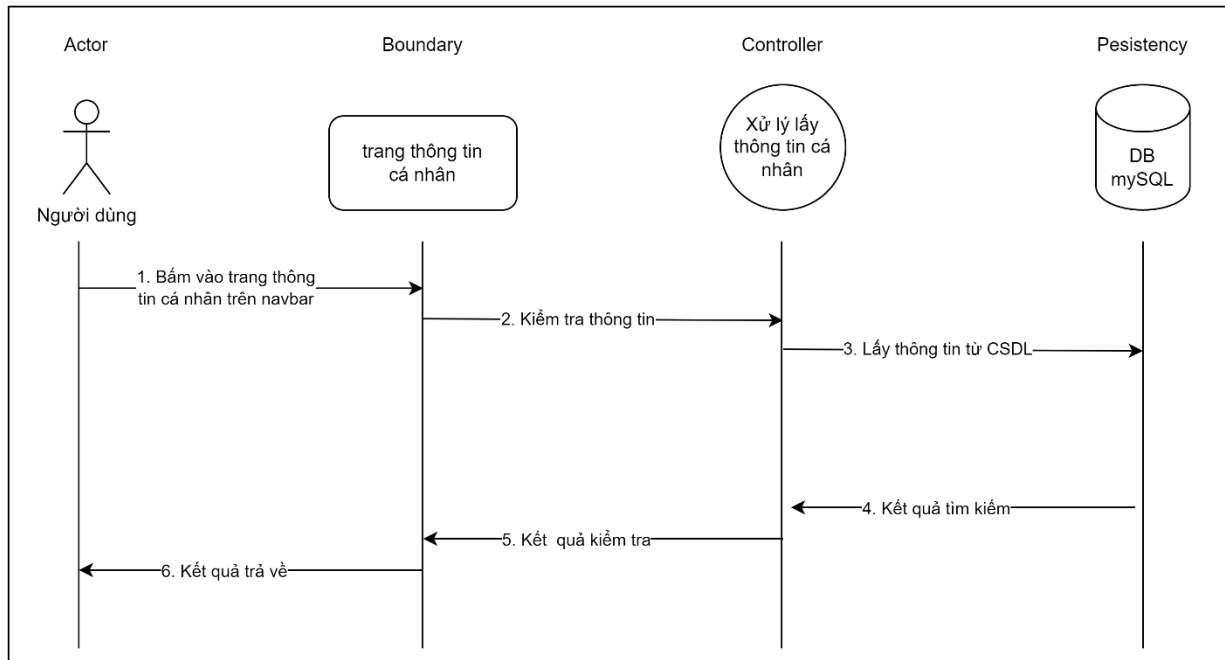 Actor
Boundary
Controller
Pesistency
trang thông tin
cá nhân
Xử lý lấy
thông tin cá
nhân
DB
mySQL
Người dùng
1. Bấm vào trang thông
tin cá nhân trên navbar
2. Kiểm tra thông tin
3. Lấy thông tin từ CSDL
4. Kết quả tìm kiếm
5. Kết  quả kiểm tra
6. Kết quả trả về